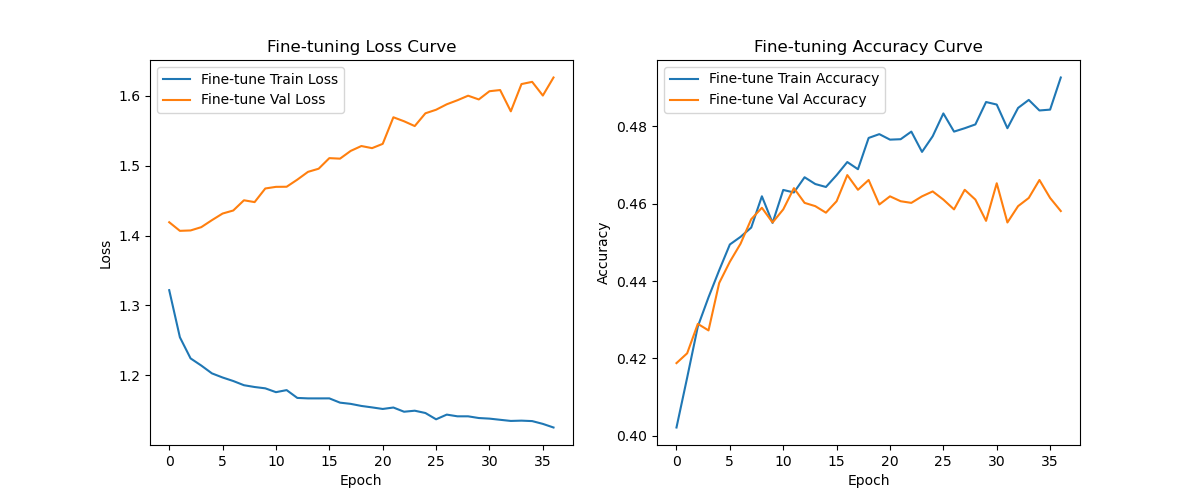 Fine-tuning Loss Curve
Fine-tune Train Loss
Fine-tune Val Loss
1.6
1.5
1.4
1.3
1.2
Loss
0 5 10 15 20 25 30 35
Epoch
Fine-tuning Accuracy Curve
Fine-tune Train Accuracy
Fine-tune Val Accuracy
0.48
0.46
0.44
0.42
0.40
Accuracy
0 5 10 15 20 25 30 35
Epoch